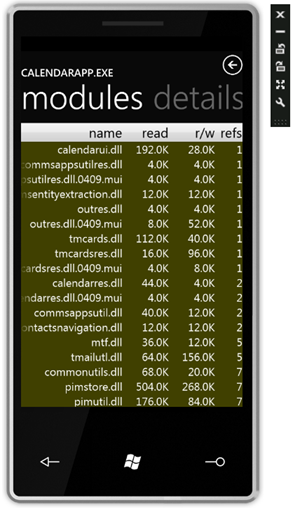 CALENDARAPP.EXE
modules details
name read r/w refs
calendarui.dll 192.0K 28.0K 1
commsappsutilres.dll 4.0K 4.0K 1
psutilres.dll.0409.mui 4.0K 4.0K 1
nsentityextraction.dll 12.0K 12.0K 1
outres.dll 4.0K 4.0K 1
outres.dll.0409.mui 8.0K 52.0K 1
tmcards.dll 112.0K 40.0K 1
tmcardsres.dll 16.0K 96.0K 1
cardsres.dll.0409.mui 4.0K 8.0K 1
calendarres.dll 44.0K 4.0K 2
endarres.dll.0409.mui 4.0K 4.0K 2
commsappsutil.dll 40.0K 12.0K 2
ontactsnavigation.dll 12.0K 12.0K 2
mtf.dll 36.0K 12.0K 5
tmailutl.dll 64.0K 156.0K 5
commonutils.dll 68.0K 20.0K 7
pimstore.dll 504.0K 268.0K 7
pimutil.dll 176.0K 84.0K 7